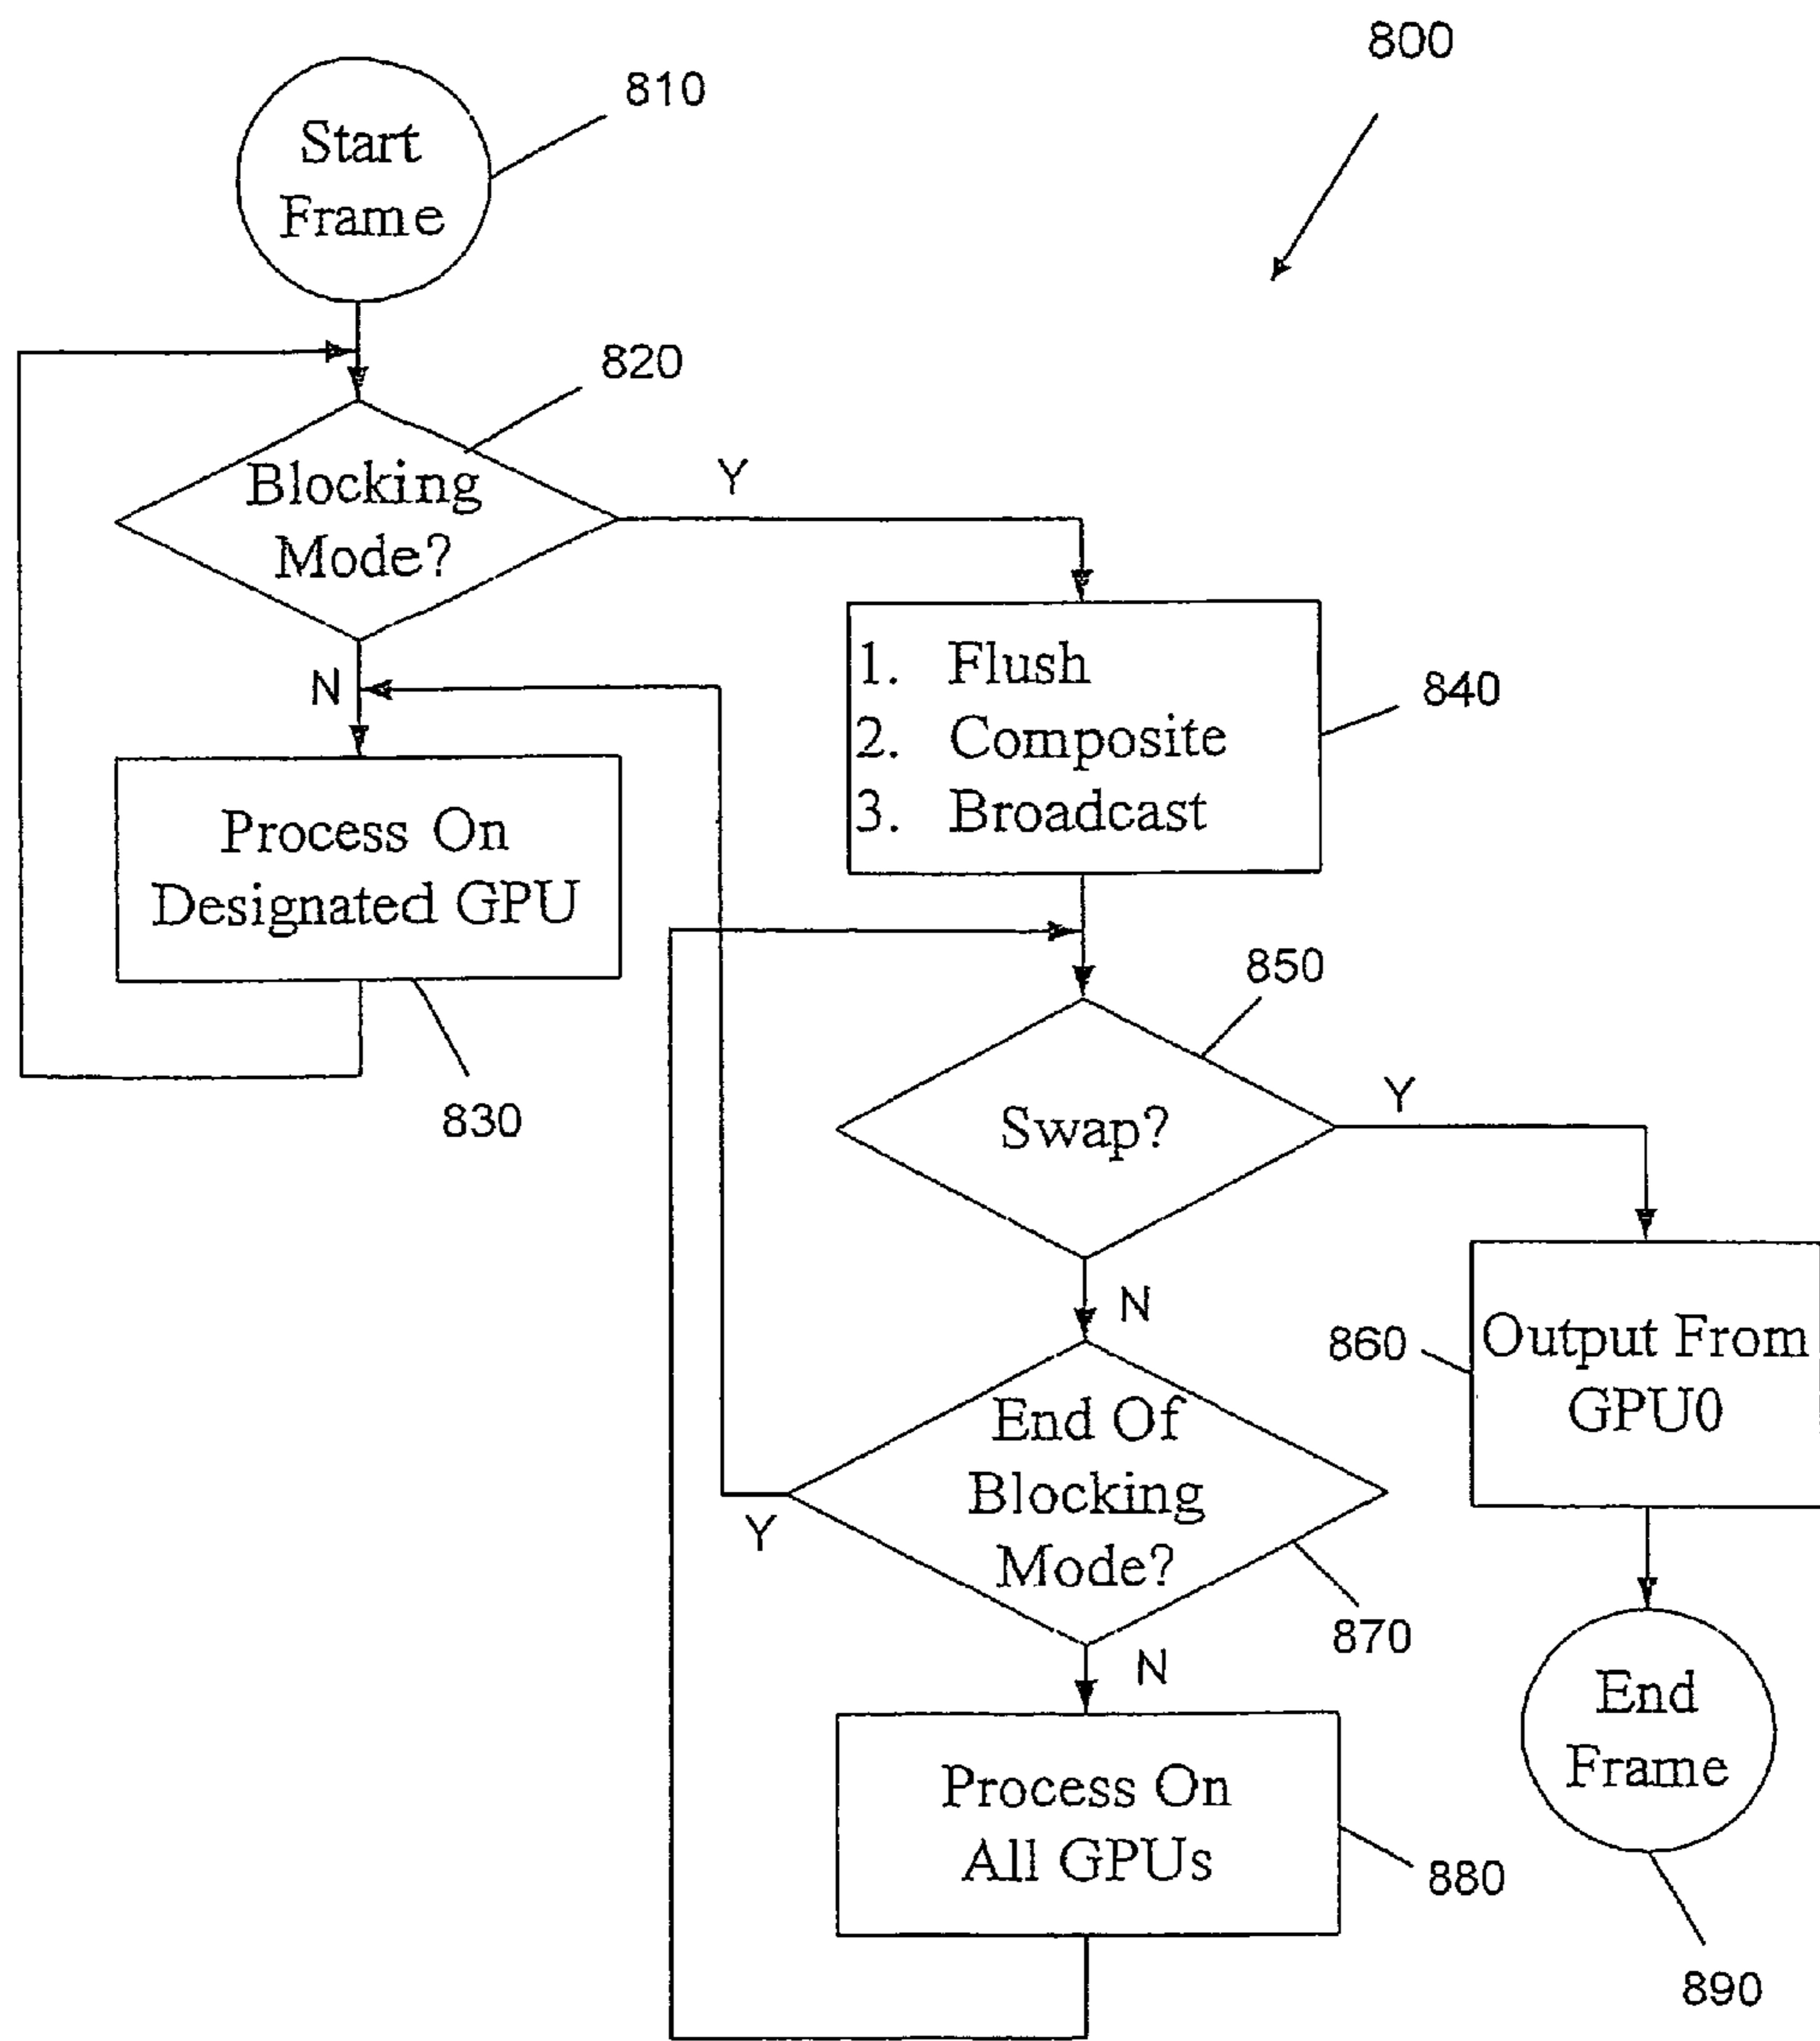 800
810
Start
Frame
820
Blocking
Mode?
Y
N
1. Flush
2. Composite
3. Broadcast
840
Process On
Designated GPU
830
850
Swap?
Y
N
860
Output From
GPU0
End Of
Blocking
Mode?
Y
870
N
Process On
All GPUs
880
End
Frame
890